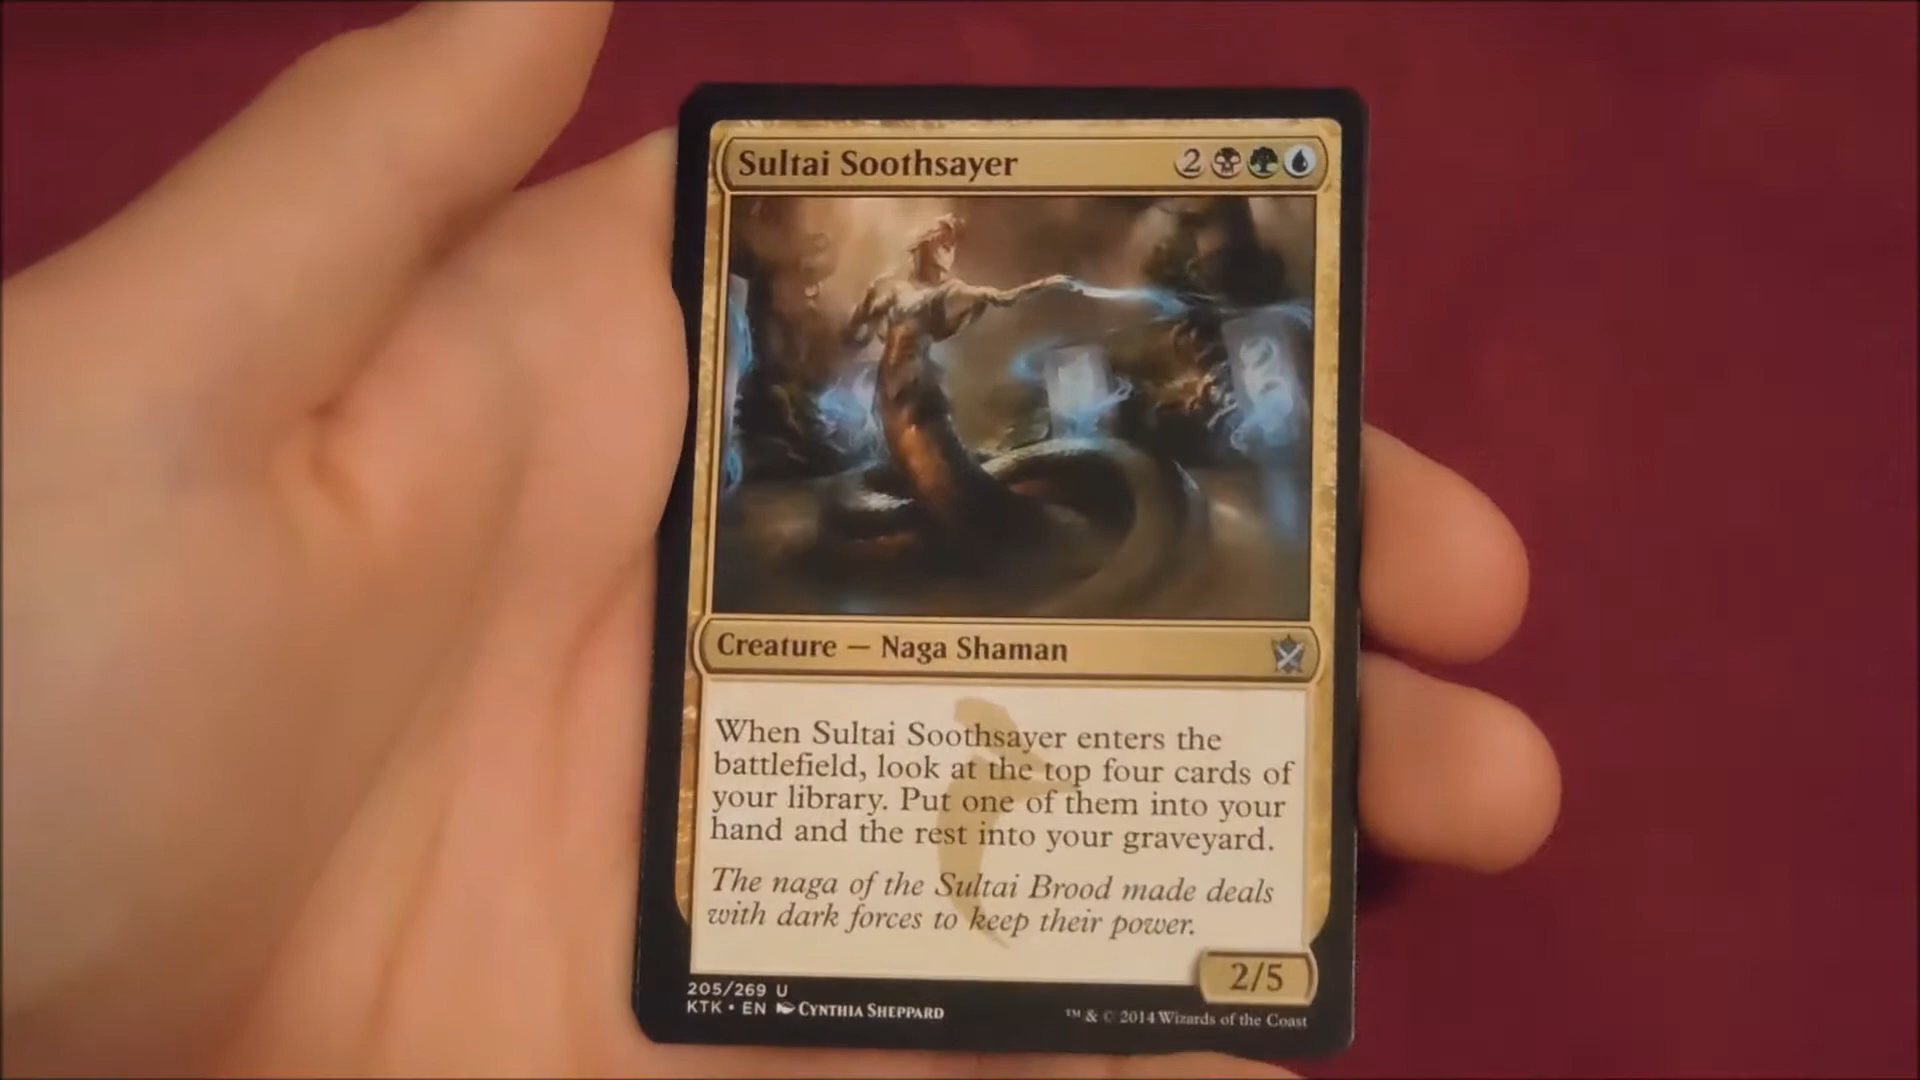 Sultai Soothsayer 2
Creature — Naga Shaman
When Sultai Soothsayer enters the
battlefield, look at the top four cards of
your library. Put one of them into your
hand and the rest into your graveyard.
The naga of the Sultai Brood made deals
with dark forces to keep their power.
2/5
205/269 U
KTK • EN CYNTHIA SHEPPARD
™ & © 2014 Wizards of the Coast